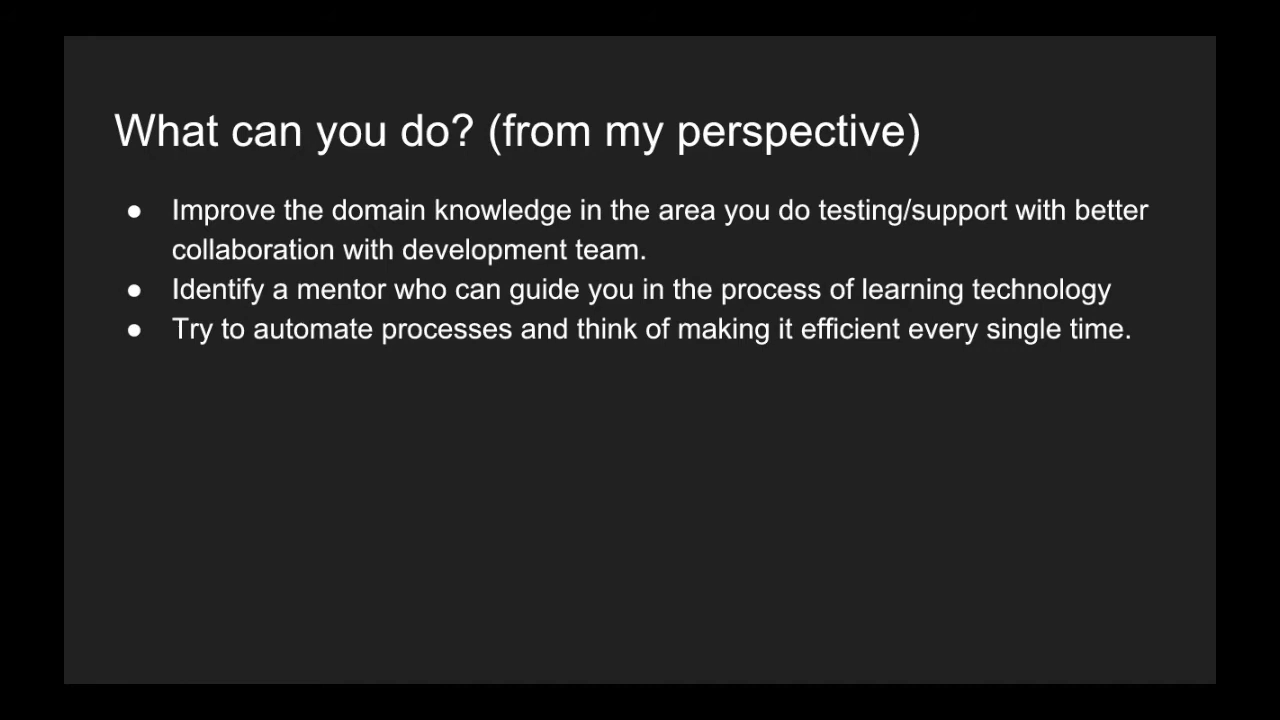 What can you do? (from my perspective)
● Improve the domain knowledge in the area you do testing/support with better
collaboration with development team.
● Identify a mentor who can guide you in the process of learning technology
● Try to automate processes and think of making it efficient every single time.